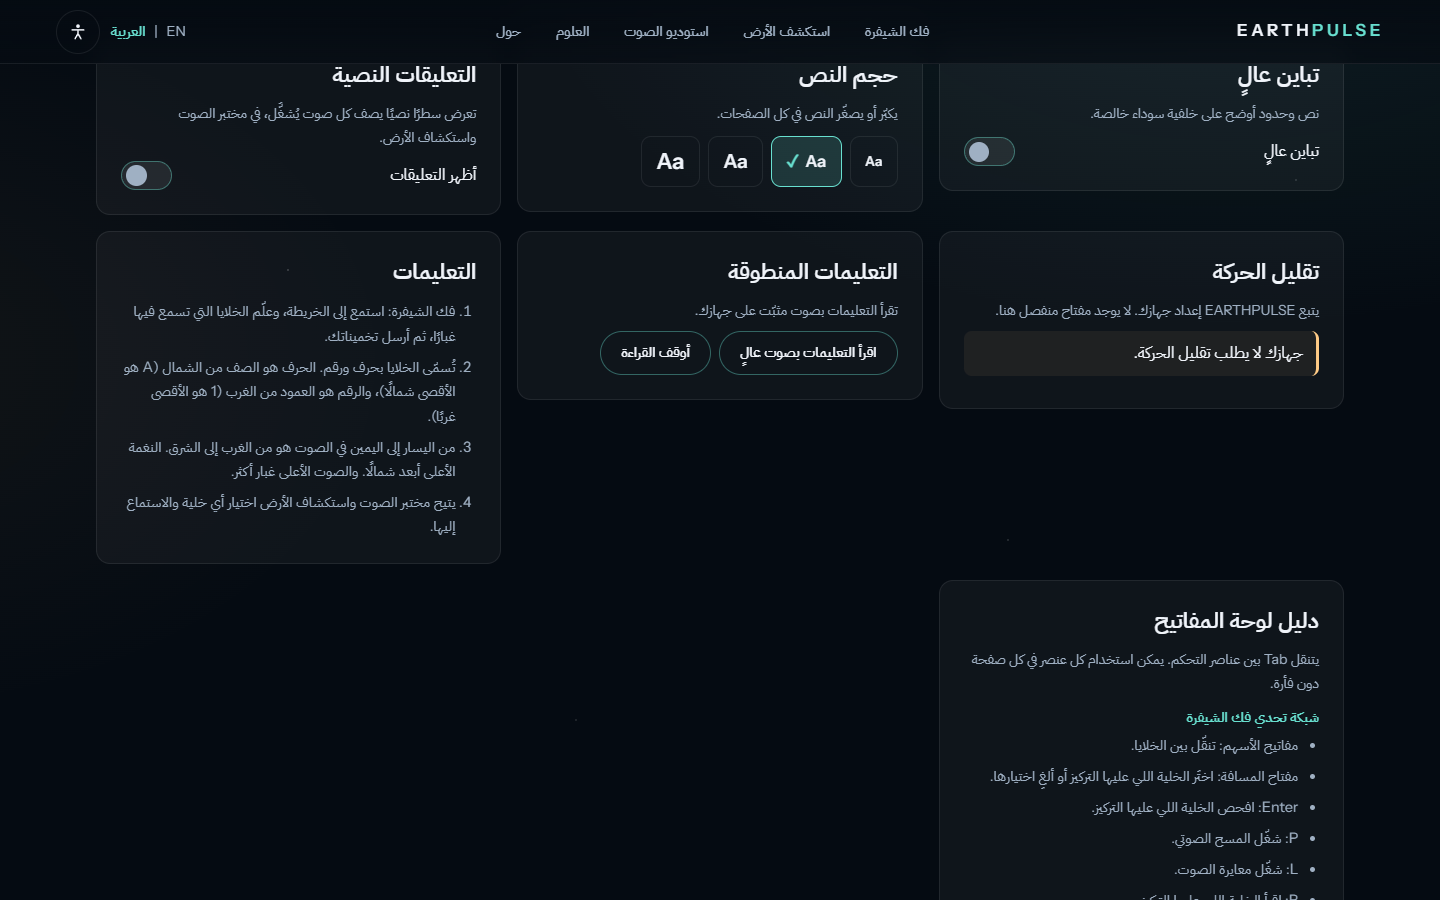 EARTHPULSE
فك الشيفرة
استكشف الأرض
استوديو الصوت
العلوم
حول
EN | العربية
تباين عالٍ
نص وحدود أوضح على خلفية سوداء خالصة.
تباين عالٍ
حجم النص
يكبّر أو يصغّر النص في كل الصفحات.
Aa
Aa ✓
Aa
Aa
التعليقات النصية
تعرض سطرًا نصيًا يصف كل صوت يُشغَّل، في مختبر الصوت
واستكشاف الأرض.
أظهر التعليقات
تقليل الحركة
يتبع EARTHPULSE إعداد جهازك. لا يوجد مفتاح منفصل هنا.
جهازك لا يطلب تقليل الحركة.
التعليمات المنطوقة
تقرأ التعليمات بصوت مثبّت على جهازك.
اقرأ التعليمات بصوت عالٍ
أوقف القراءة
التعليمات
1. فك الشيفرة: استمع إلى الخريطة، وعلّم الخلايا التي تسمع فيها
غبارًا، ثم أرسل تخميناتك.
2. تُسمّى الخلايا بحرف ورقم. الحرف هو الصف من الشمال (A هو
الأقصى شمالًا)، والرقم هو العمود من الغرب (1 هو الأقصى
غربًا).
3. من اليسار إلى اليمين في الصوت هو من الغرب إلى الشرق. النغمة
الأعلى أبعد شمالًا. والصوت الأعلى غبار أكثر.
4. يتيح مختبر الصوت واستكشاف الأرض اختيار أي خلية والاستماع
إليها.
دليل لوحة المفاتيح
يتنقل Tab بين عناصر التحكم. يمكن استخدام كل عنصر في كل صفحة
دون فأرة.
شبكة تحدي فك الشيفرة
• مفاتيح الأسهم: تنقّل بين الخلايا.
• مفتاح المسافة: اختَر الخلية اللي عليها التركيز أو ألغِ اختيارها.
• Enter: افحص الخلية اللي عليها التركيز.
• P: شغّل المسح الصوتي.
• L: شغّل معايرة الصوت.